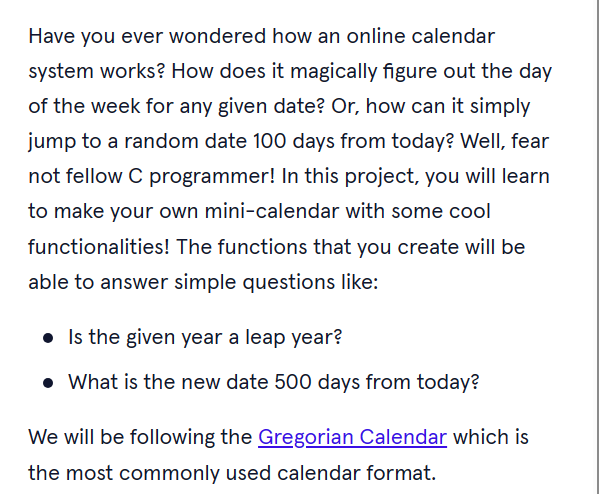 Have you ever wondered how an online calendar
system works? How does it magically figure out the day
of the week for any given date? Or, how can it simply
jump to a random date 100 days from today? Well, fear
not fellow C programmer! In this project, you will learn
to make your own mini-calendar with some cool
functionalities! The functions that you create will be
able to answer simple questions like:
• Is the given year a leap year?
• What is the new date 500 days from today?
We will be following the Gregorian Calendar which is
the most commonly used calendar format.